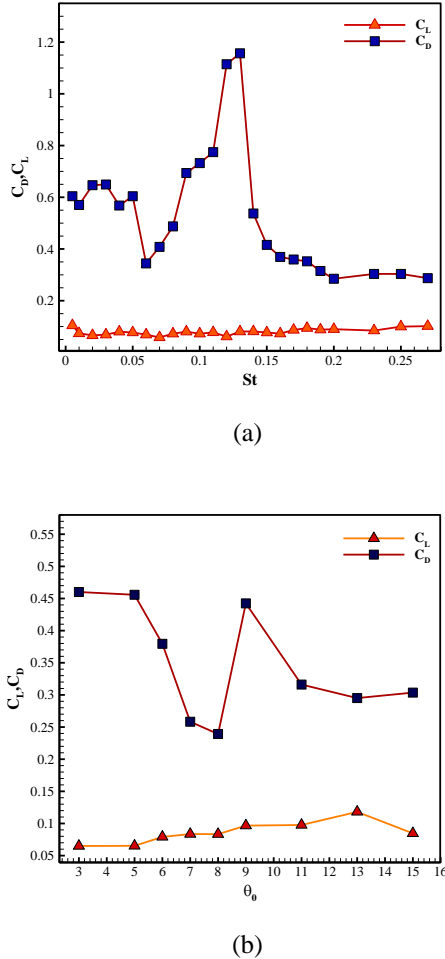 C_L
C_D
1.2
1
0.8
0.6
0.4
0.2
C_D,C_L
0 0.05 0.1 0.15 0.2 0.25
St
(a)
C_L
C_D
0.55
0.5
0.45
0.4
0.35
0.3
0.25
0.2
0.15
0.1
0.05
C_L,C_D
3 4 5 6 7 8 9 10 11 12 13 14 15 16
θ_0
(b)